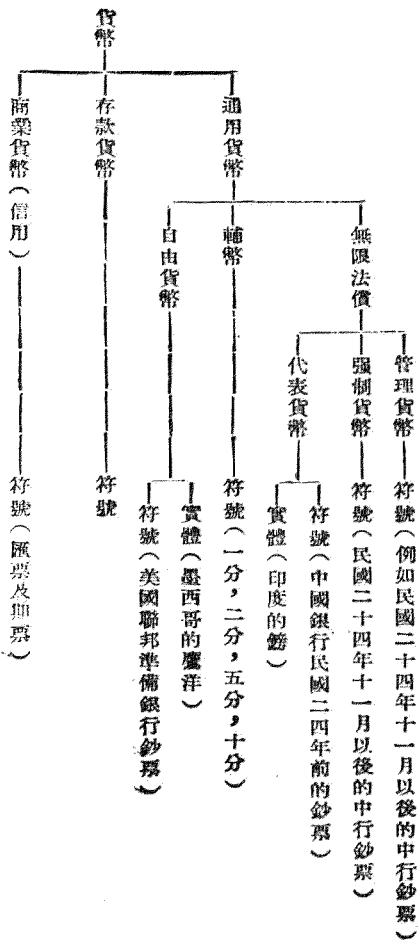 貨幣
通用貨幣
存款貨幣
商業貨幣(信用)
無限法償
輔幣
自由貨幣
管理貨幣
强制貨幣
代表貨幣
符號(例如民國二十四年十一月以後的中行鈔票)
符號(民國二十四年十一月以後的中行鈔票)
符號(中國銀行民國二四年前的鈔票)
實體(印度的鎊)
符號(一分,二分,五分,十分)
實體(墨西哥的鷹洋)
符號(美國聯邦準備銀行鈔票)
符號
符號(匯票及票)